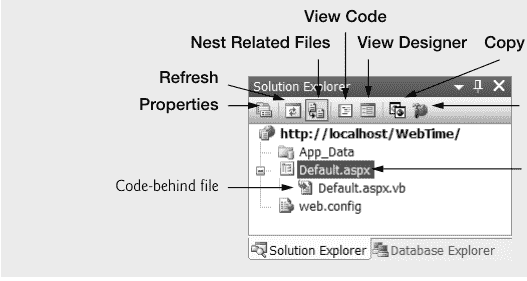 View Code
Nest Related Files
View Designer
Copy
Refresh
Properties
Solution Explorer
http://localhost/WebTime/
App_Data
Default.aspx
Code-behind file
Default.aspx.vb
web.config
Solution Explorer
Database Explorer